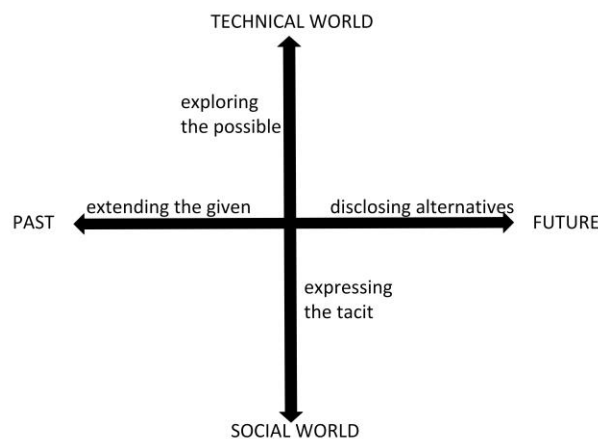 TECHNICAL WORLD
exploring
the possible
extending the given
disclosing alternatives
PAST
FUTURE
expressing
the tacit
SOCIAL WORLD